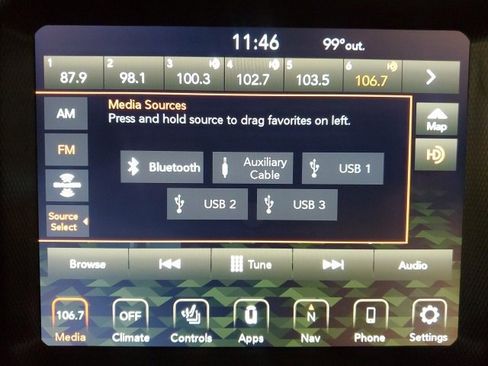 11:46 99°out.
1 2 3 4 5 6
87.9 98.1 100.3 102.7 103.5 106.7
Media Sources
Press and hold source to drag favorites on left.
AM
FM
Source
Select
Bluetooth
Auxiliary
Cable
USB 1
USB 2
USB 3
Map
HD
Browse Tune Audio
106.7 OFF N
Media Climate Controls Apps Nav Phone Settings